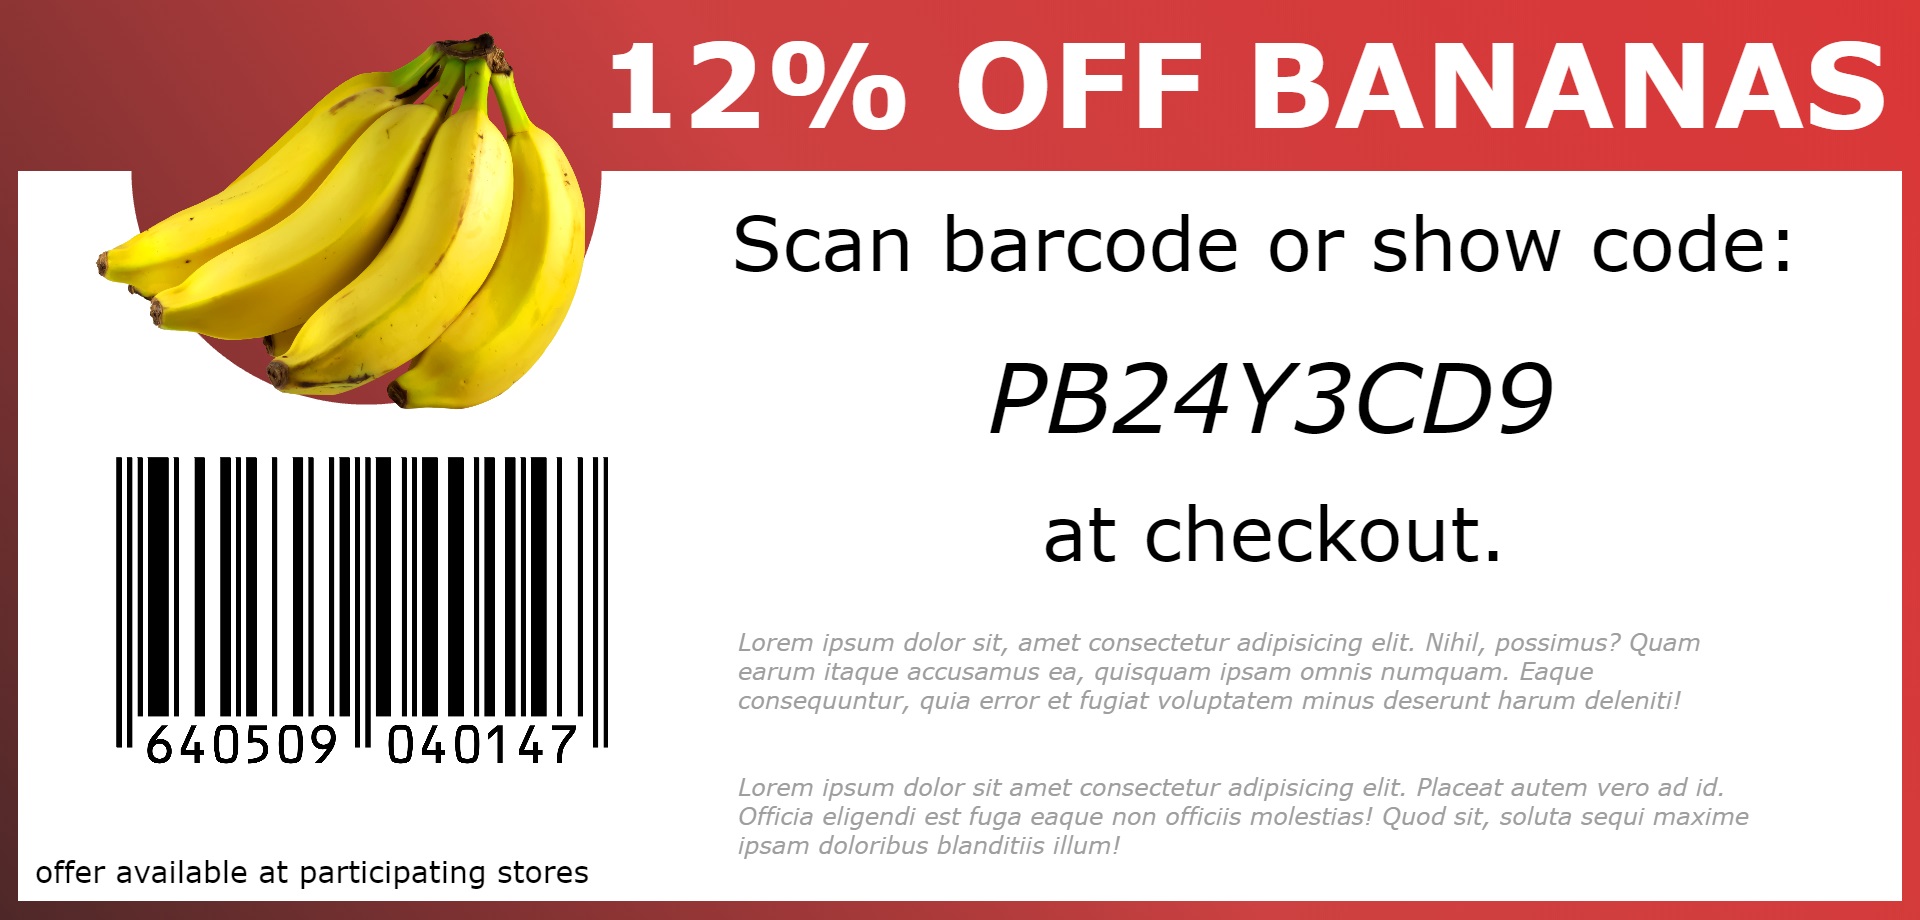 12% OFF BANANAS
Scan barcode or show code:
PB24Y3CD9
at checkout.
Lorem ipsum dolor sit, amet consectetur adipisicing elit. Nihil, possimus? Quam
earum itaque accusamus ea, quisquam ipsam omnis numquam. Eaque
consequuntur, quia error et fugiat voluptatem minus deserunt harum deleniti!
Lorem ipsum dolor sit amet consectetur adipisicing elit. Placeat autem vero ad id.
Officia eligendi est fuga eaque non officiis molestias! Quod sit, soluta sequi maxime
ipsam doloribus blanditiis illum!
640509 040147
offer available at participating stores